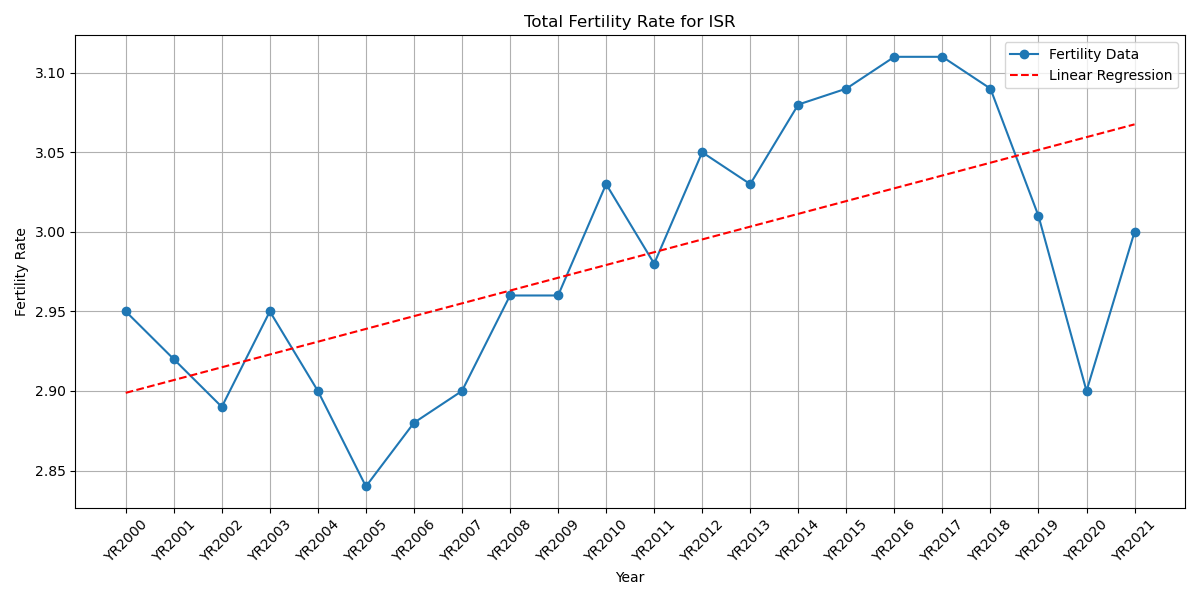 Total Fertility Rate for ISR
Fertility Data
Linear Regression
Fertility Rate
3.10
3.05
3.00
2.95
2.90
2.85
YR2000
YR2001
YR2002
YR2003
YR2004
YR2005
YR2006
YR2007
YR2008
YR2009
YR2010
YR2011
YR2012
YR2013
YR2014
YR2015
YR2016
YR2017
YR2018
YR2019
YR2020
YR2021
Year